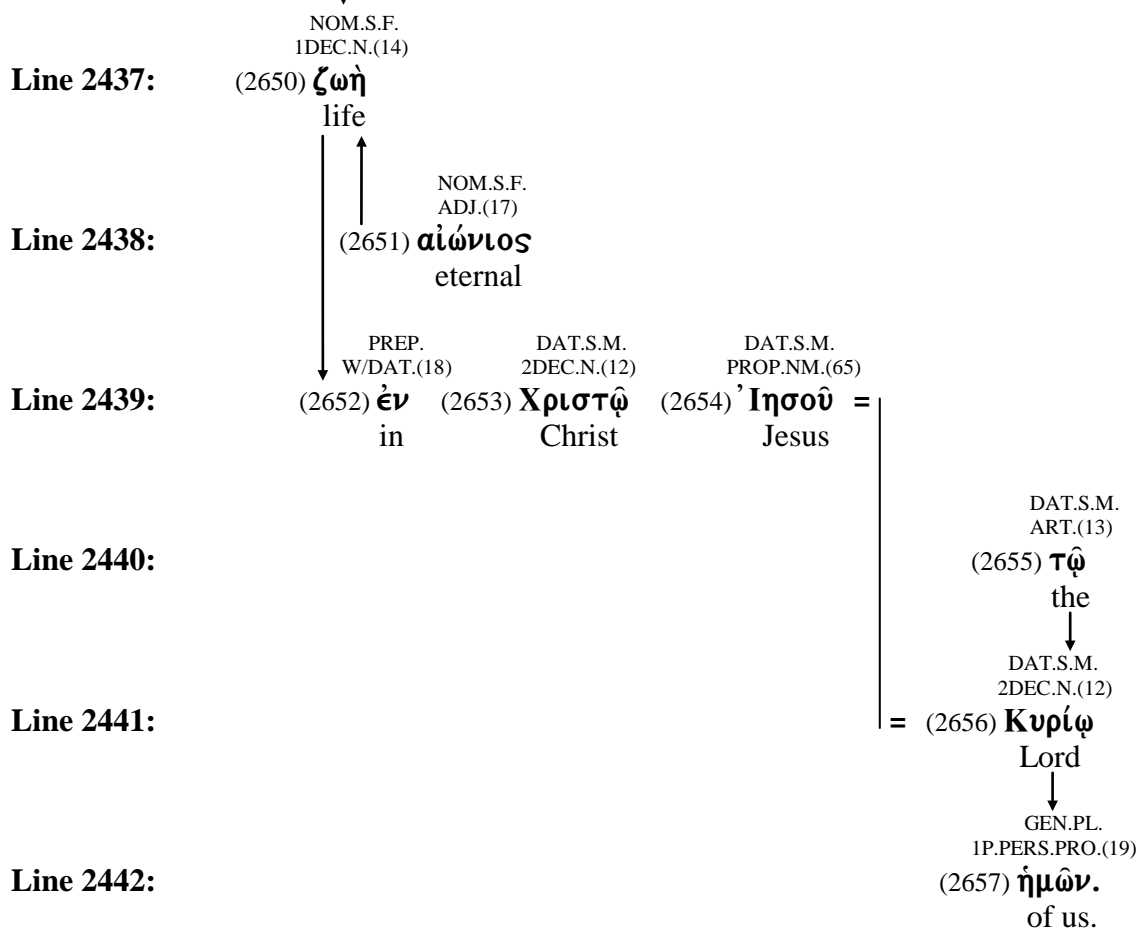 NOM.S.F.
1DEC.N.(14)
Line 2437: (2650) ζωὴ
life
NOM.S.F.
ADJ.(17)
Line 2438: (2651) αἰώνιος
eternal
PREP. DAT.S.M. DAT.S.M.
W/DAT.(18) 2DEC.N.(12) PROP.NM.(65)
Line 2439: (2652) ἐν (2653) Χριστῷ (2654) Ἰησοῦ =
in Christ Jesus
DAT.S.M.
ART.(13)
Line 2440: (2655) τῷ
the
DAT.S.M.
2DEC.N.(12)
Line 2441: = (2656) Κυρίῳ
Lord
GEN.PL.
1P.PERS.PRO.(19)
Line 2442: (2657) ἡμῶν.
of us.